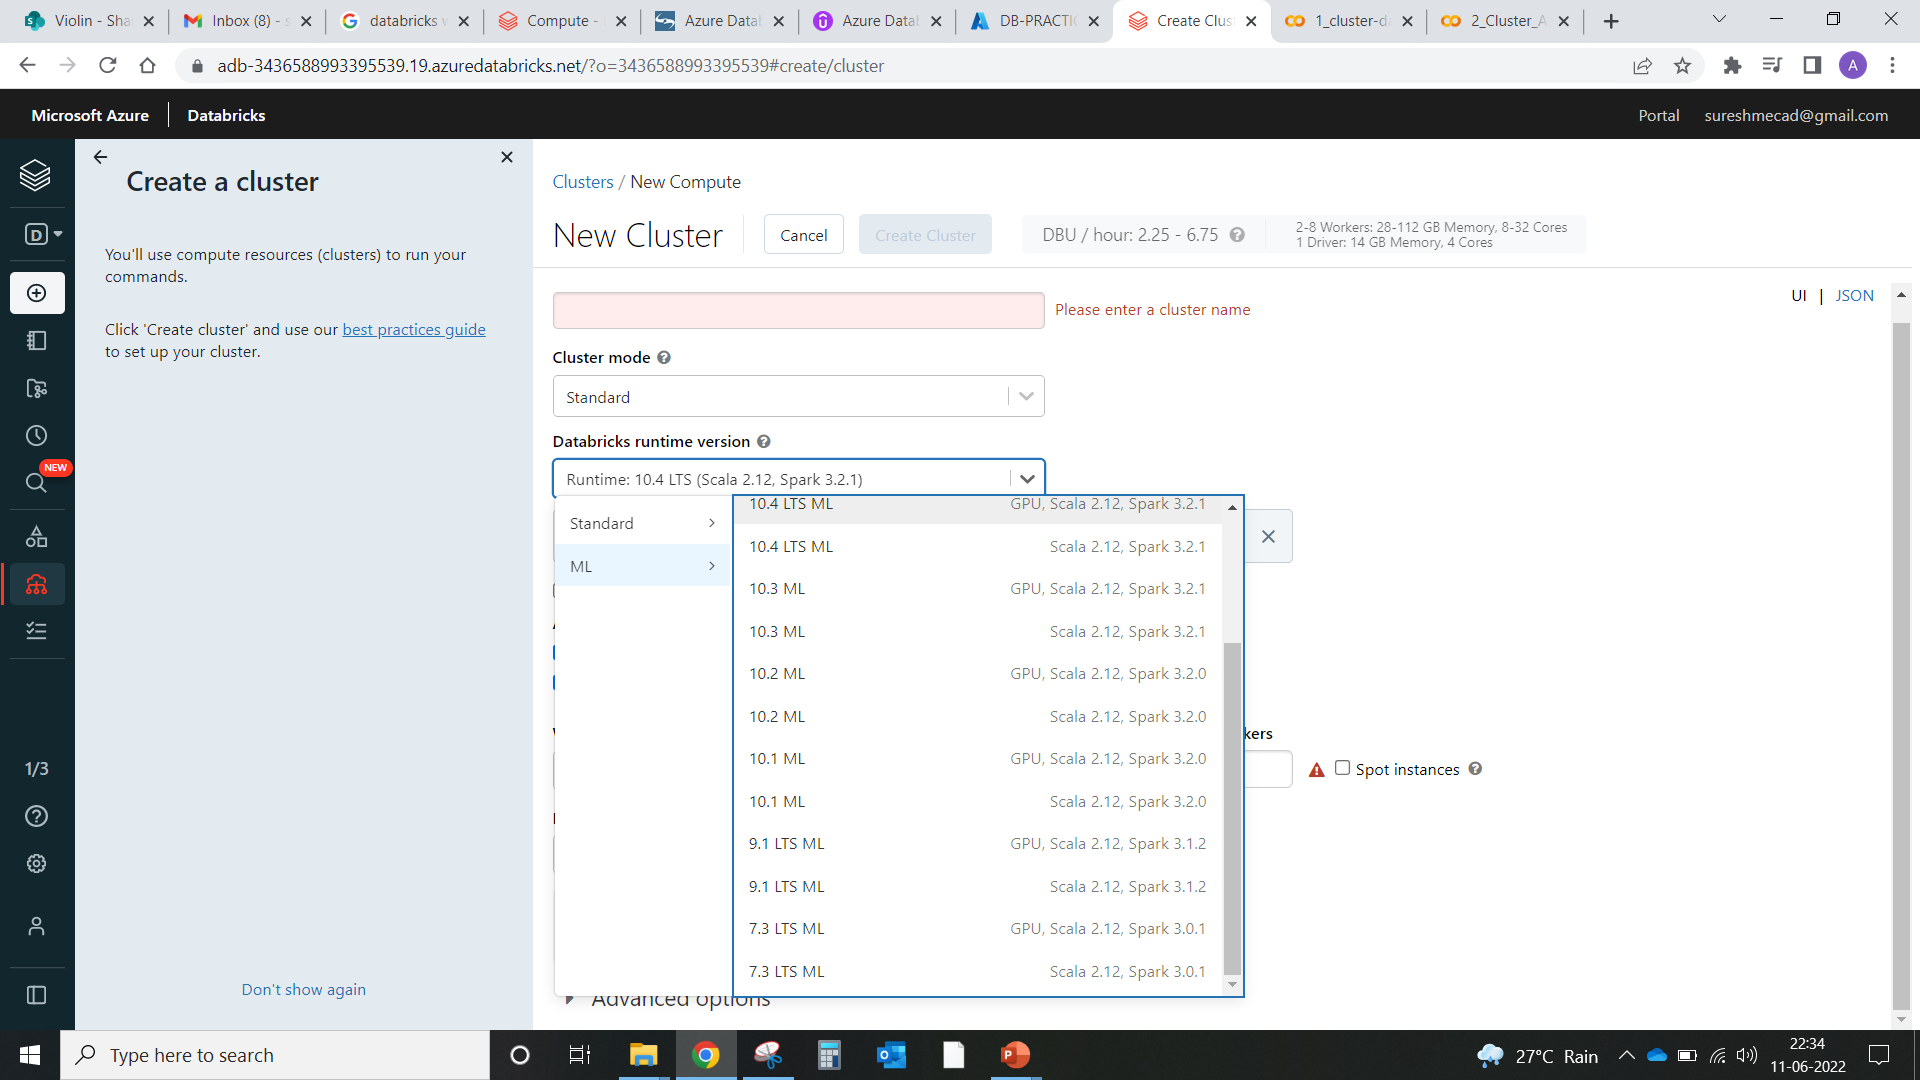 Violin - Sha
Inbox (8) - s
databricks w
Compute -
Azure Datab
Azure Datab
DB-PRACTIC
Create Clust
1_cluster-da
2_Cluster_A
adb-3436588993395539.19.azuredatabricks.net/?o=3436588993395539#create/cluster
A
Microsoft Azure
Databricks
Portal
sureshmecad@gmail.com
Create a cluster
You'll use compute resources (clusters) to run your
commands.
Click 'Create cluster' and use our best practices guide
to set up your cluster.
Don't show again
D
NEW
1/3
Clusters / New Compute
New Cluster
Cancel
Create Cluster
DBU / hour: 2.25 - 6.75
2-8 Workers: 28-112 GB Memory, 8-32 Cores
1 Driver: 14 GB Memory, 4 Cores
UI | JSON
Please enter a cluster name
Cluster mode
Standard
Databricks runtime version
Runtime: 10.4 LTS (Scala 2.12, Spark 3.2.1)
Standard
ML
10.4 LTS ML GPU, Scala 2.12, Spark 3.2.1
10.4 LTS ML Scala 2.12, Spark 3.2.1
10.3 ML GPU, Scala 2.12, Spark 3.2.1
10.3 ML Scala 2.12, Spark 3.2.1
10.2 ML GPU, Scala 2.12, Spark 3.2.0
10.2 ML Scala 2.12, Spark 3.2.0
10.1 ML GPU, Scala 2.12, Spark 3.2.0
10.1 ML Scala 2.12, Spark 3.2.0
9.1 LTS ML GPU, Scala 2.12, Spark 3.1.2
9.1 LTS ML Scala 2.12, Spark 3.1.2
7.3 LTS ML GPU, Scala 2.12, Spark 3.0.1
7.3 LTS ML Scala 2.12, Spark 3.0.1
kers
Spot instances
Advanced options
Type here to search
27°C Rain
22:34
11-06-2022